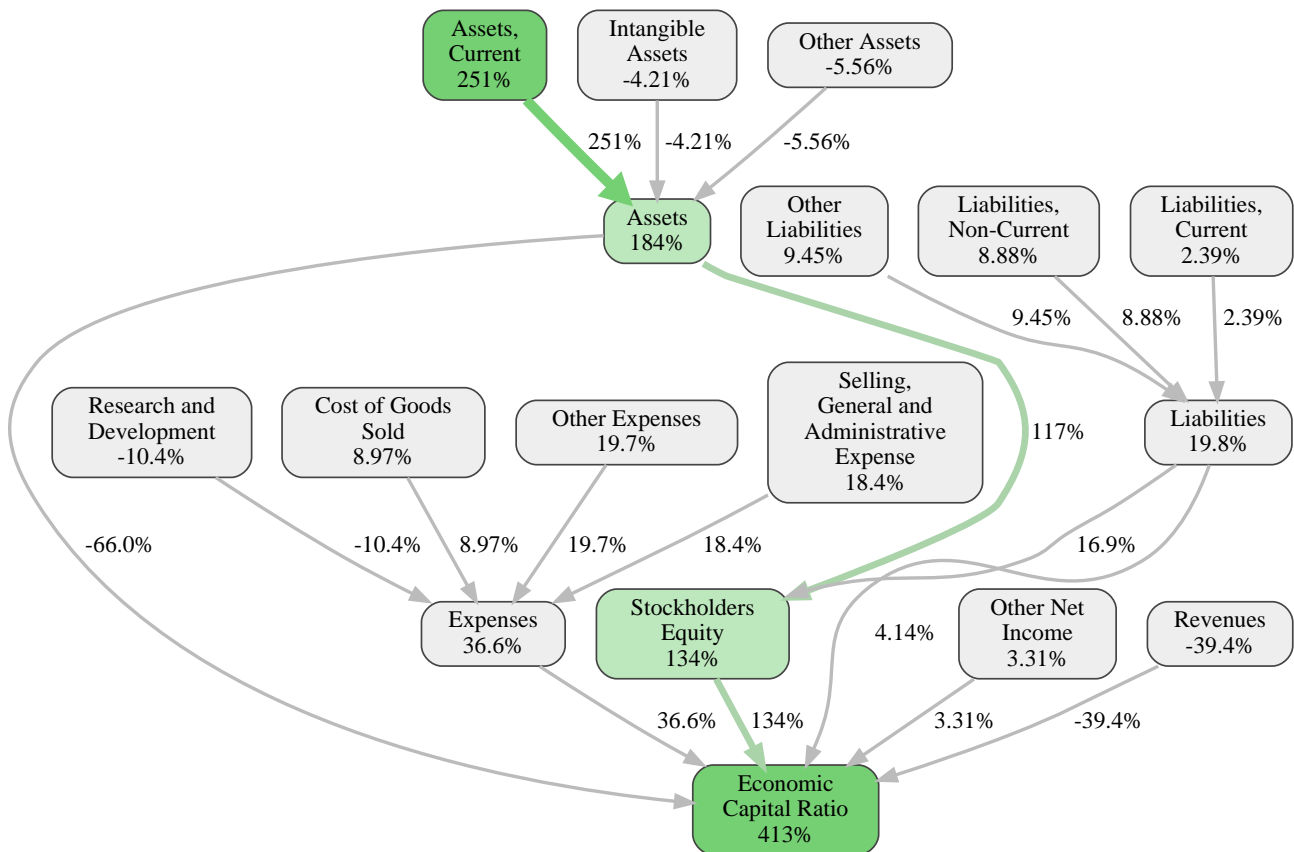 Assets,
Current
251%
Intangible
Assets
-4.21%
Other Assets
-5.56%
251%
-4.21%
-5.56%
Assets
184%
Other
Liabilities
9.45%
Liabilities,
Non-Current
8.88%
Liabilities,
Current
2.39%
9.45%
8.88%
2.39%
Research and
Development
-10.4%
Cost of Goods
Sold
8.97%
Other Expenses
19.7%
Selling,
General and
Administrative
Expense
18.4%
117%
Liabilities
19.8%
-66.0%
-10.4%
8.97%
19.7%
18.4%
16.9%
Expenses
36.6%
Stockholders
Equity
134%
4.14%
Other Net
Income
3.31%
Revenues
-39.4%
36.6%
134%
3.31%
-39.4%
Economic
Capital Ratio
413%